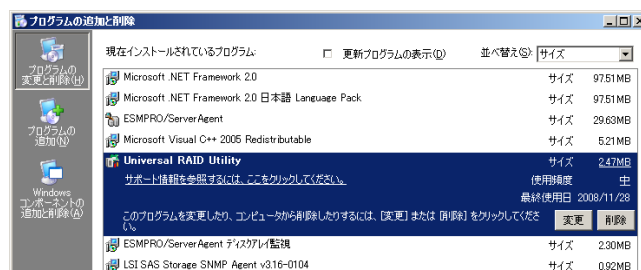 プログラムの追加と削除
現在インストールされているプログラム:
更新プログラムの表示(D)
並べ替え(S): サイズ
プログラムの
変更と削除(H)
プログラムの
追加(N)
Windows
コンポーネントの
追加と削除(A)
Microsoft .NET Framework 2.0 サイズ 97.51MB
Microsoft .NET Framework 2.0 日本語 Language Pack サイズ 97.51MB
ESMPRO/ServerAgent サイズ 29.63MB
Microsoft Visual C++ 2005 Redistributable サイズ 5.21MB
Universal RAID Utility サイズ 2.47MB
サポート情報を参照するには、ここをクリックしてください。 使用頻度 中
最終使用日 2008/11/28
このプログラムを変更したり、コンピュータから削除したりするには、[変更] または [削除] をクリックしてくださ
い。
変更 削除
ESMPRO/ServerAgent ディスクアレイ監視 サイズ 2.30MB
LSI SAS Storage SNMP Agent v3.16-0104 サイズ 0.92MB